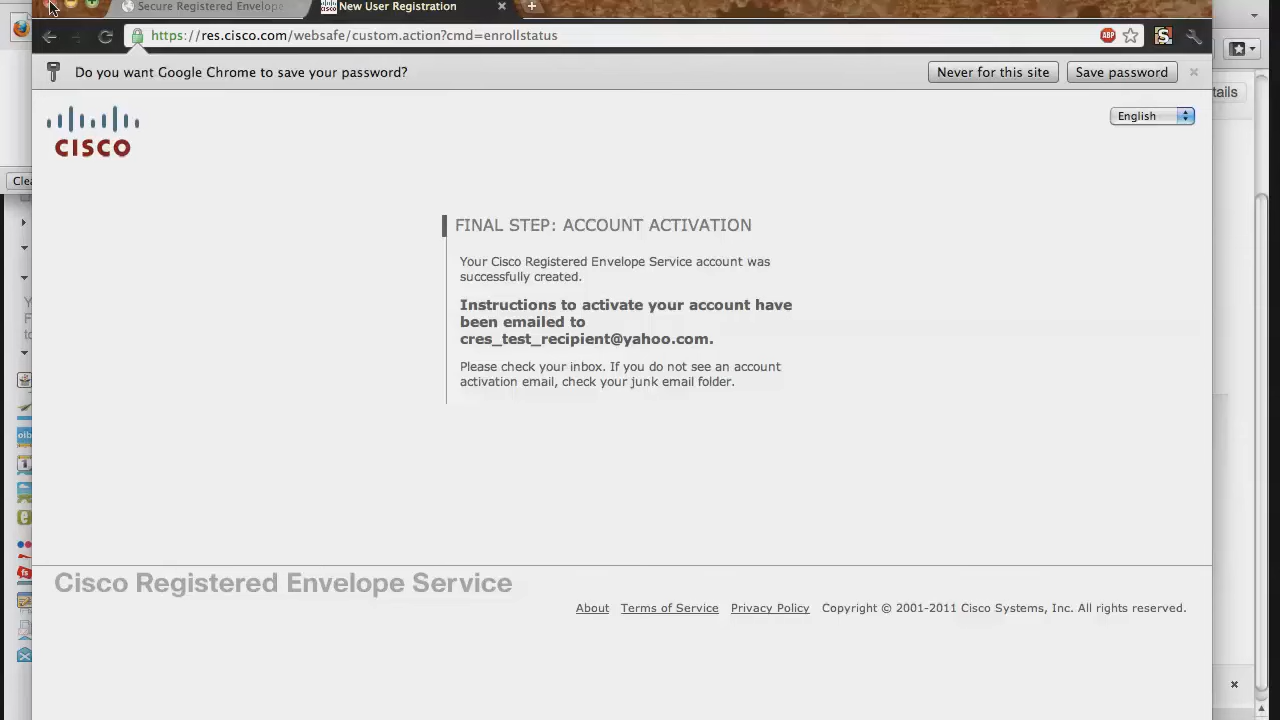 Secure Registered Envelope
New User Registration
https://res.cisco.com/websafe/custom.action?cmd=enrollstatus
ABP
S
Do you want Google Chrome to save your password?
Never for this site
Save password
tails
CISCO
English
Clea
FINAL STEP: ACCOUNT ACTIVATION
Your Cisco Registered Envelope Service account was
successfully created.
Instructions to activate your account have
been emailed to
cres_test_recipient@yahoo.com.
Please check your inbox. If you do not see an account
activation email, check your junk email folder.
Cisco Registered Envelope Service
About Terms of Service Privacy Policy Copyright © 2001-2011 Cisco Systems, Inc. All rights reserved.